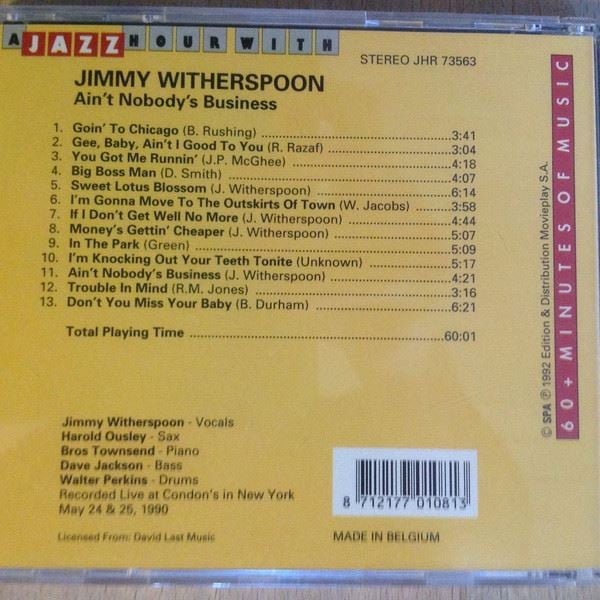 A JAZZ HOUR WITH
STEREO JHR 73563
JIMMY WITHERSPOON
Ain't Nobody's Business
1. Goin' To Chicago (B. Rushing) 3:41
2. Gee, Baby, Ain't I Good To You (R. Razaf) 3:04
3. You Got Me Runnin' (J.P. McGhee) 4:18
4. Big Boss Man (D. Smith) 4:07
5. Sweet Lotus Blossom (J. Witherspoon) 6:14
6. I'm Gonna Move To The Outskirts Of Town (W. Jacobs) 3:58
7. If I Don't Get Well No More (J. Witherspoon) 4:44
8. Money's Gettin' Cheaper (J. Witherspoon) 5:07
9. In The Park (Green) 5:09
10. I'm Knocking Out Your Teeth Tonite (Unknown) 5:17
11. Ain't Nobody's Business (J. Witherspoon) 4:21
12. Trouble In Mind (R.M. Jones) 3:16
13. Don't You Miss Your Baby (B. Durham) 6:21
Total Playing Time 60:01
Jimmy Witherspoon - Vocals
Harold Ousley - Sax
Bros Townsend - Piano
Dave Jackson - Bass
Walter Perkins - Drums
Recorded Live at Condon's in New York
May 24 & 25, 1990
Licensed From: David Last Music
8 712177 010813
MADE IN BELGIUM
© SPA ℗ 1992 Edition & Distribution Movieplay S.A.
60+ MINUTES OF MUSIC